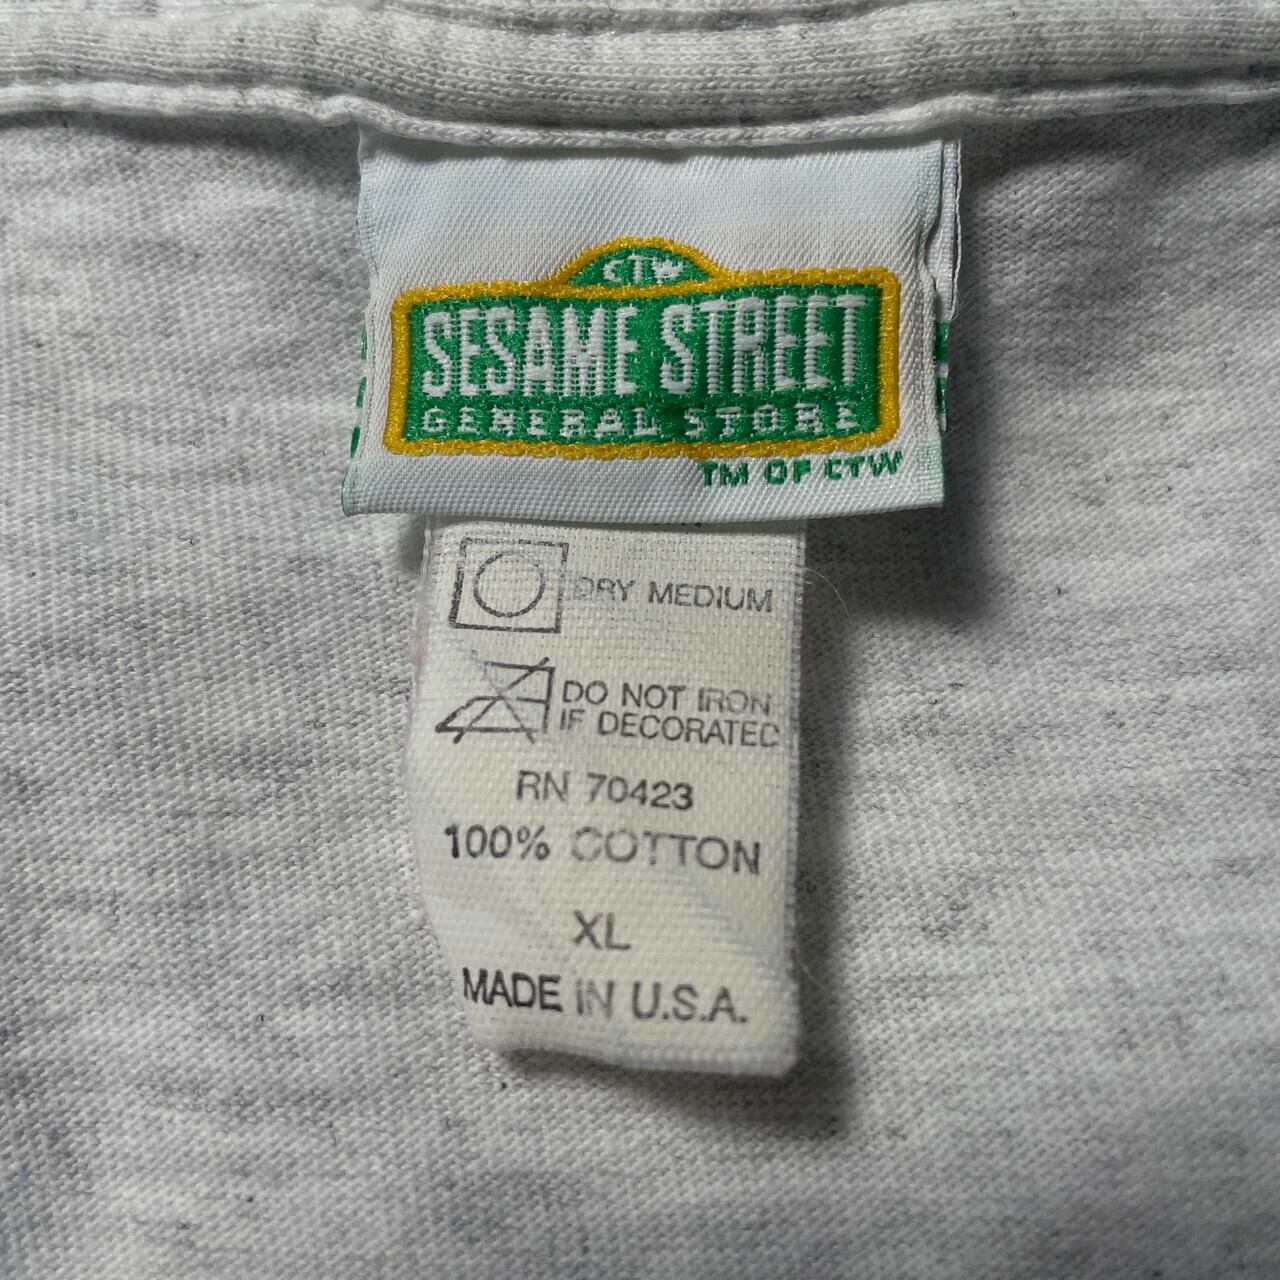 CTW
SESAME STREET
GENERAL STORE
TM OF CTW
DRY MEDIUM
DO NOT IRON
IF DECORATED
RN 70423
100% COTTON
XL
MADE IN U.S.A.